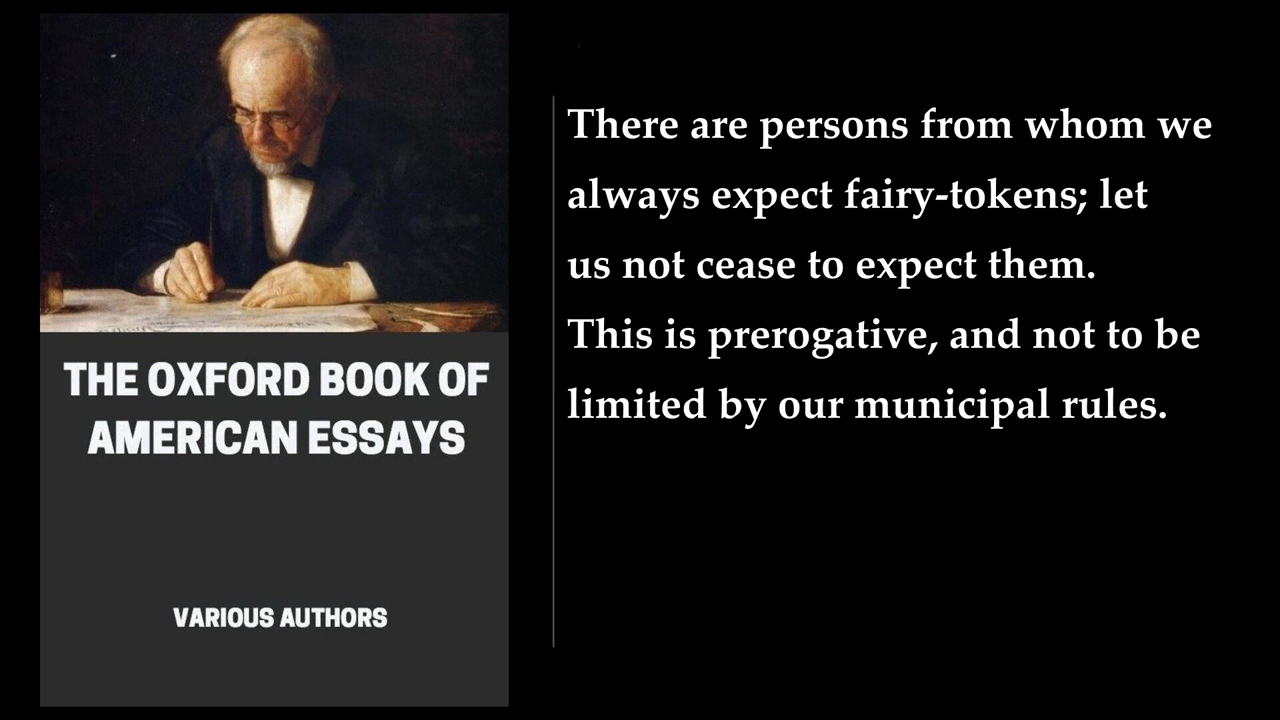 THE OXFORD BOOK OF
AMERICAN ESSAYS
VARIOUS AUTHORS
There are persons from whom we
always expect fairy-tokens; let
us not cease to expect them.
This is prerogative, and not to be
limited by our municipal rules.